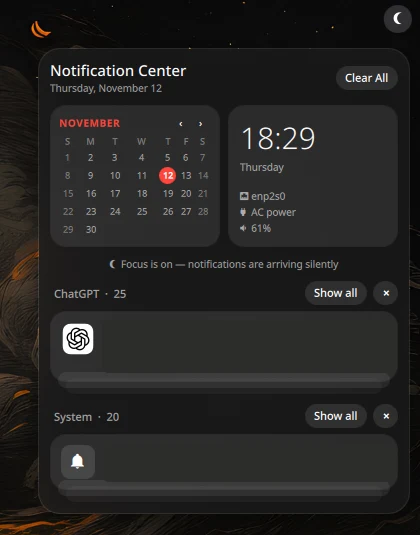 Notification Center
Thursday, November 12
Clear All
NOVEMBER ‹ ›
S M T W T F S
1 2 3 4 5 6 7
8 9 10 11 12 13 14
15 16 17 18 19 20 21
22 23 24 25 26 27 28
29 30
18:29
Thursday
enp2s0
AC power
61%
Focus is on — notifications are arriving silently
ChatGPT · 25
Show all ×
System · 20
Show all ×